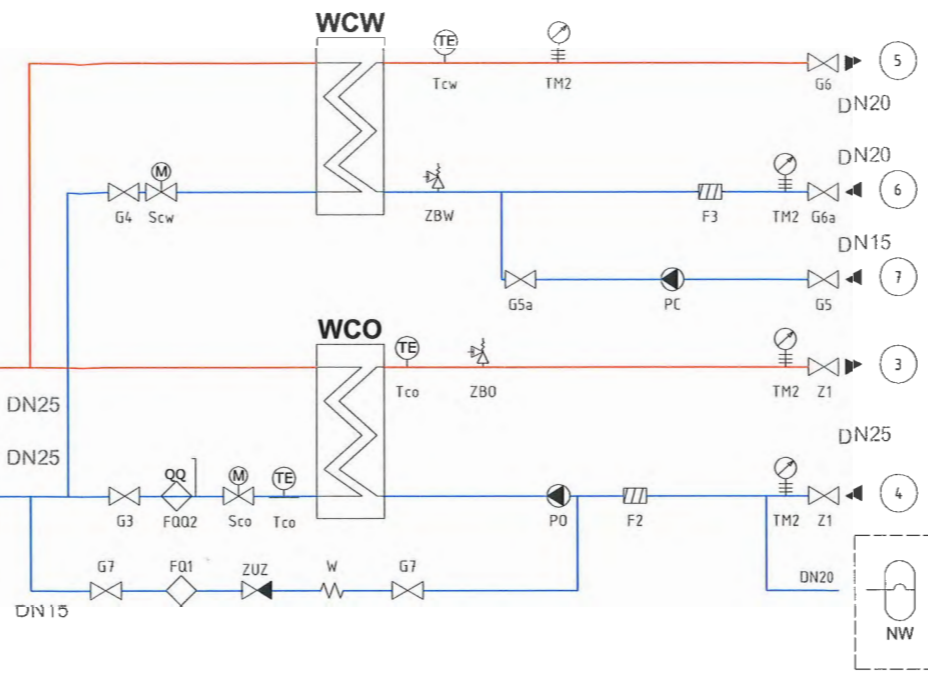 WCW
TE
Tcw
TM2
G6
5
DN20
DN20
M
G4
Scw
ZBW
F3
TM2
G6a
6
DN15
G5a
PC
G5
7
WCO
TE
Tco
ZBO
TM2
Z1
3
DN25
DN25
DN25
QQ
M
TE
G3
FQQ2
Sco
Tco
PO
F2
TM2
Z1
4
G7
FQ1
ZUZ
W
G7
DN20
DN15
NW